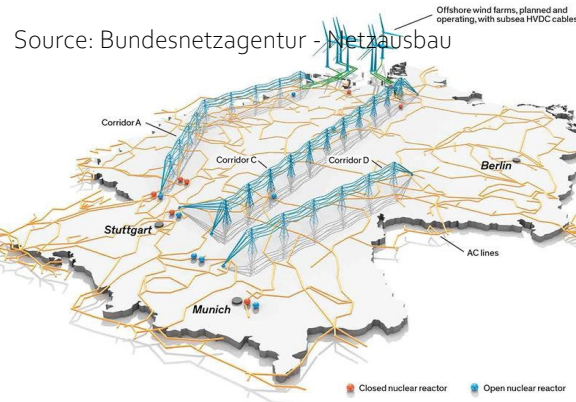 Offshore wind farms, planned and
operating, with subsea HVDC cables
Source: Bundesnetzagentur - Netzausbau
Corridor A
Corridor C
Corridor D
Berlin
Stuttgart
AC lines
Munich
Closed nuclear reactor
Open nuclear reactor